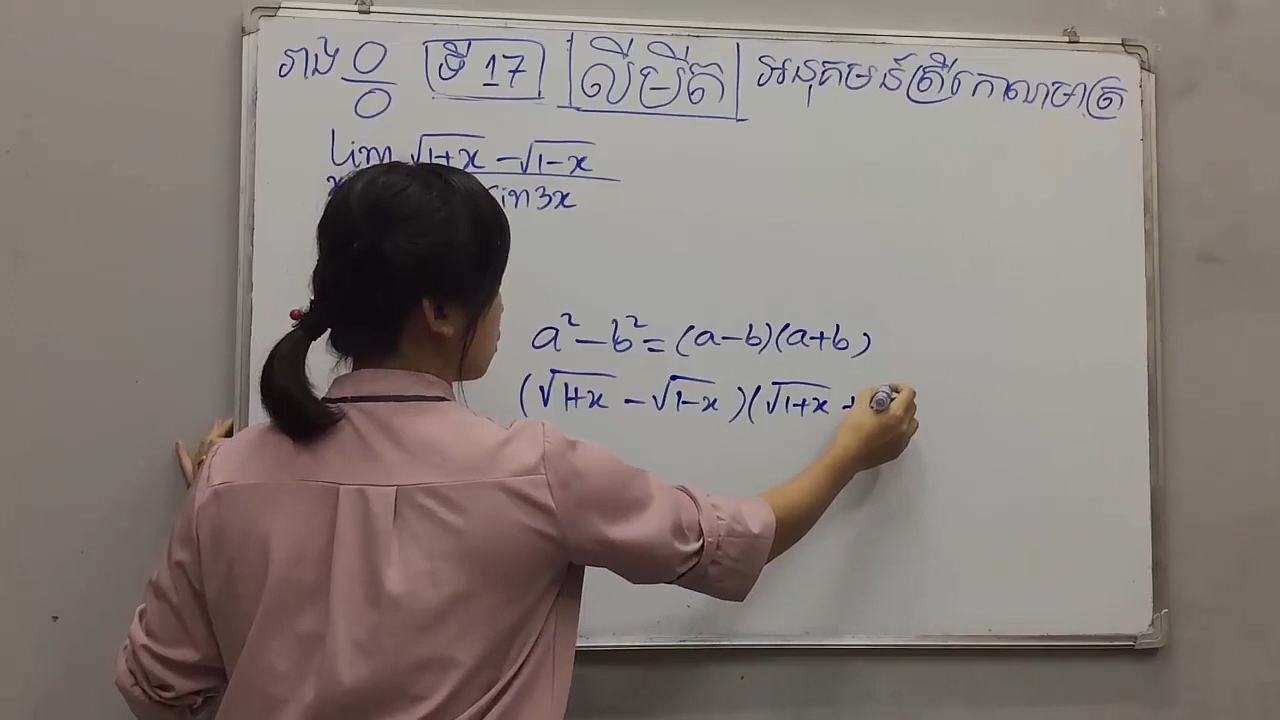 រាង 0/0 ទី 17 លីមីត អនុគមន៍ត្រីកោណមាត្រ
lim √1+x − √1−x
sin3x
a² − b² = (a−b)(a+b)
(√1+x − √1−x)(√1+x +